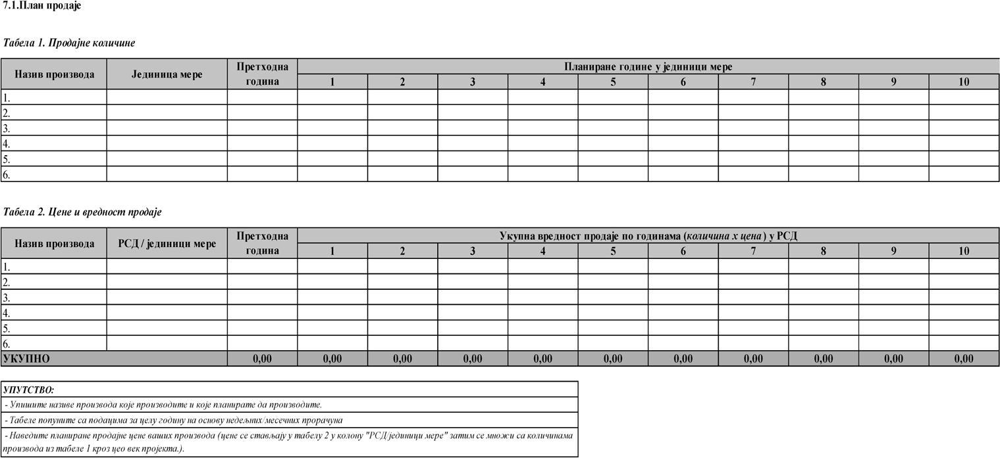 7.1.План продаје
Табела 1. Продајне количине
Назив производа Јединица мере Претходна година Планиране године у јединици мере
1 2 3 4 5 6 7 8 9 10
1.
2.
3.
4.
5.
6.
Табела 2. Цене и вредност продаје
Назив производа РСД / јединици мере Претходна година Укупна вредност продаје по годинама (количина х цена ) у РСД
1 2 3 4 5 6 7 8 9 10
1.
2.
3.
4.
5.
6.
УКУПНО 0,00 0,00 0,00 0,00 0,00 0,00 0,00 0,00 0,00 0,00 0,00
УПУТСТВО:
- Упишите називе производа које производите и које планирате да производите.
- Табеле попуните са подацима за целу годину на основу недељних/месечних прорачуна
- Наведите планиране продајне цене ваших производа (цене се стављају у табелу 2 у колону "РСД/јединици мере" затим се множи са количинама
производа из табеле 1 кроз цео век пројекта.).